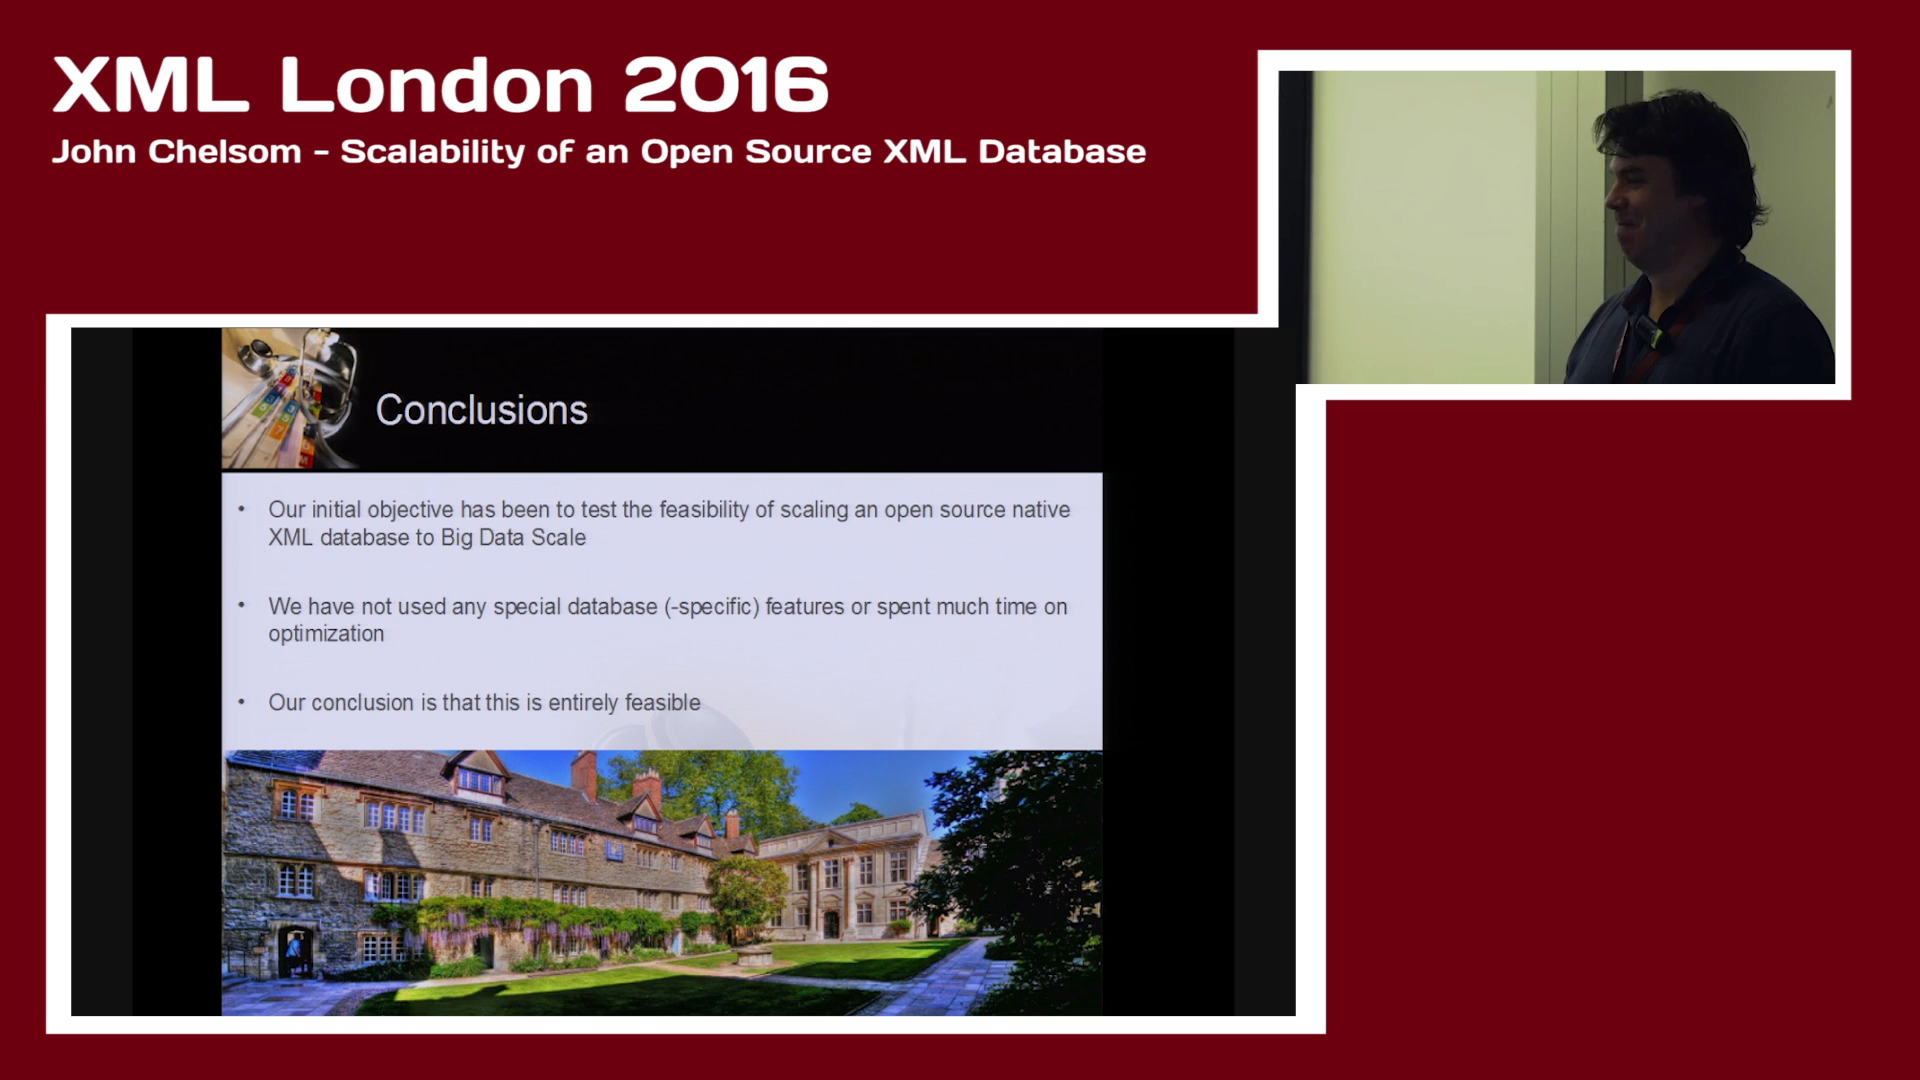 XML London 2016
John Chelsom - Scalability of an Open Source XML Database
Conclusions
• Our initial objective has been to test the feasibility of scaling an open source native
XML database to Big Data Scale
• We have not used any special database (-specific) features or spent much time on
optimization
• Our conclusion is that this is entirely feasible